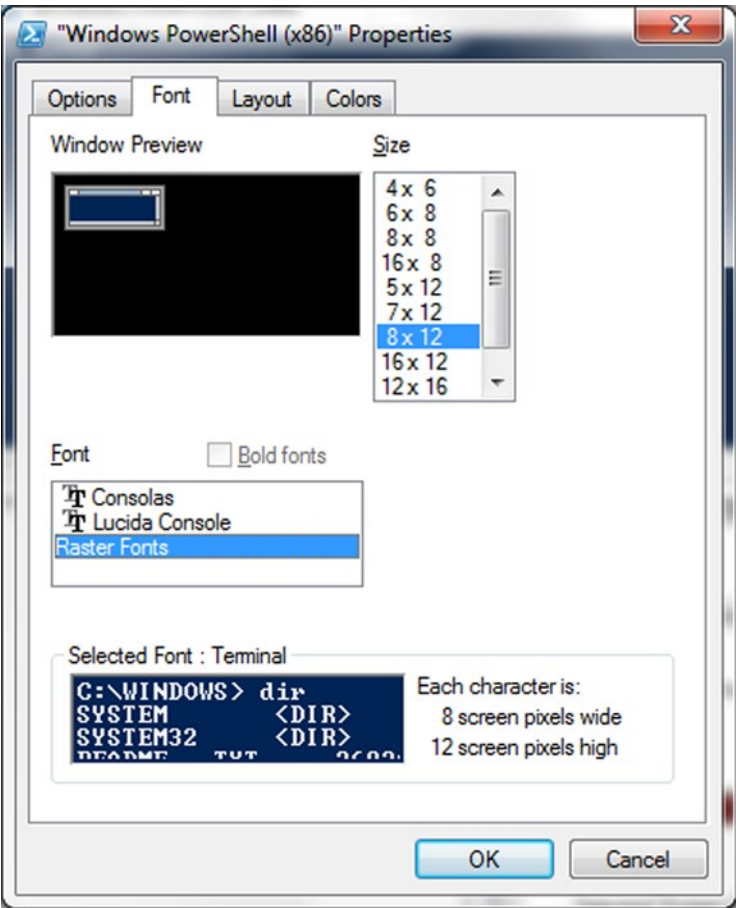 "Windows PowerShell (x86)" Properties
Options Font Layout Colors
Window Preview
Size
4 x 6
6 x 8
8 x 8
16 x 8
5 x 12
7 x 12
8 x 12
16 x 12
12 x 16
Font
Bold fonts
Consolas
Lucida Console
Raster Fonts
Selected Font : Terminal
C:\WINDOWS> dir
SYSTEM <DIR>
SYSTEM32 <DIR>
README TXT
Each character is:
8 screen pixels wide
12 screen pixels high
OK Cancel